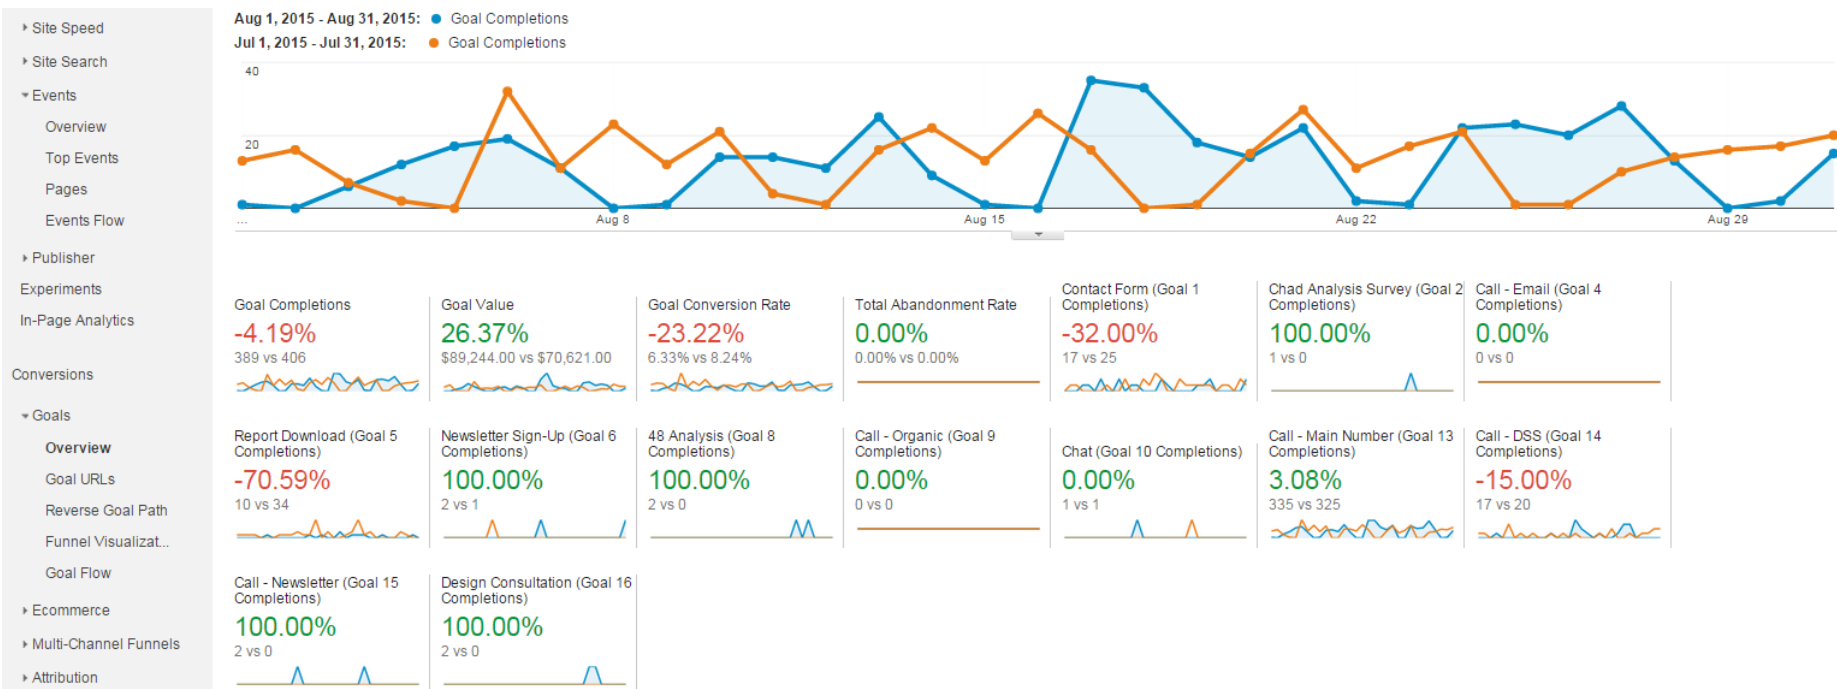 Site Speed
Site Search
Events
Overview
Top Events
Pages
Events Flow
Publisher
Experiments
In-Page Analytics
Conversions
Goals
Overview
Goal URLs
Reverse Goal Path
Funnel Visualizat...
Goal Flow
Ecommerce
Multi-Channel Funnels
Attribution
Aug 1, 2015 - Aug 31, 2015: Goal Completions
Jul 1, 2015 - Jul 31, 2015: Goal Completions
40
20
... Aug 8 Aug 15 Aug 22 Aug 29
Goal Completions
-4.19%
389 vs 406
Goal Value
26.37%
$89,244.00 vs $70,621.00
Goal Conversion Rate
-23.22%
6.33% vs 8.24%
Total Abandonment Rate
0.00%
0.00% vs 0.00%
Contact Form (Goal 1
Completions)
-32.00%
17 vs 25
Chad Analysis Survey (Goal 2
Completions)
100.00%
1 vs 0
Call - Email (Goal 4
Completions)
0.00%
0 vs 0
Report Download (Goal 5
Completions)
-70.59%
10 vs 34
Newsletter Sign-Up (Goal 6
Completions)
100.00%
2 vs 1
48 Analysis (Goal 8
Completions)
100.00%
2 vs 0
Call - Organic (Goal 9
Completions)
0.00%
0 vs 0
Chat (Goal 10 Completions)
0.00%
1 vs 1
Call - Main Number (Goal 13
Completions)
3.08%
335 vs 325
Call - DSS (Goal 14
Completions)
-15.00%
17 vs 20
Call - Newsletter (Goal 15
Completions)
100.00%
2 vs 0
Design Consultation (Goal 16
Completions)
100.00%
2 vs 0